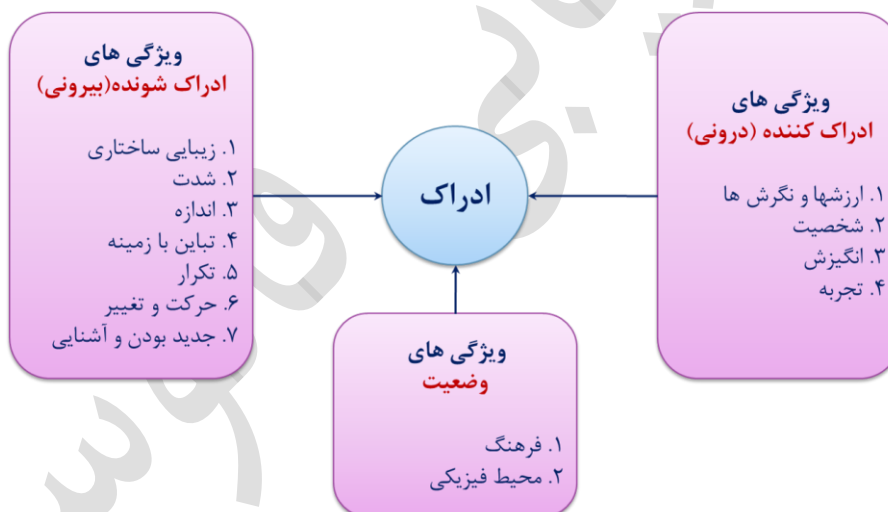 ویژگی های
ادراک کننده (درونی)
۱. ارزشها و نگرش ها
۲. شخصیت
۳. انگیزش
۴. تجربه
ادراک
ویژگی های
ادراک شونده(بیرونی)
۱. زیبایی ساختاری
۲. شدت
۳. اندازه
۴. تباین با زمینه
۵. تکرار
۶. حرکت و تغییر
۷. جدید بودن و آشنایی
ویژگی های
وضعیت
۱. فرهنگ
۲. محیط فیزیکی